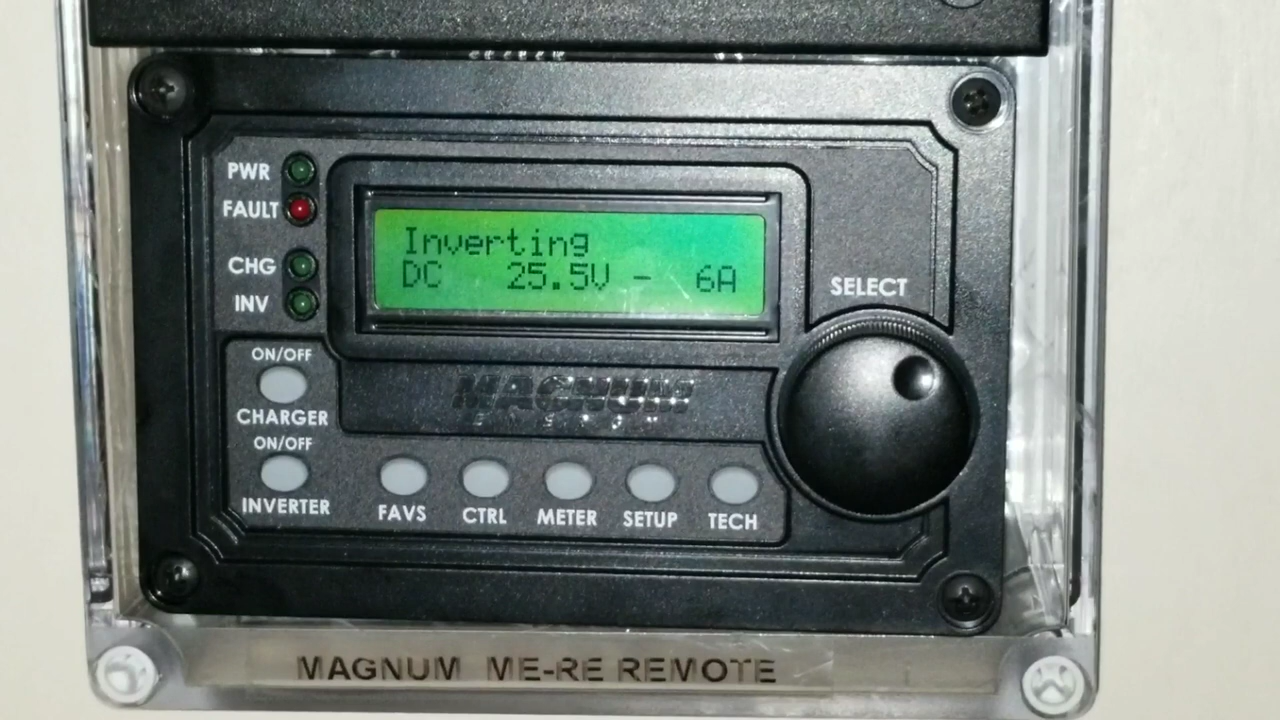 PWR
FAULT
CHG
INV
Inverting
DC 25.5V - 6A
SELECT
ON/OFF
CHARGER
ON/OFF
INVERTER
MAGNUM
FAVS
CTRL
METER
SETUP
TECH
MAGNUM ME-RE REMOTE